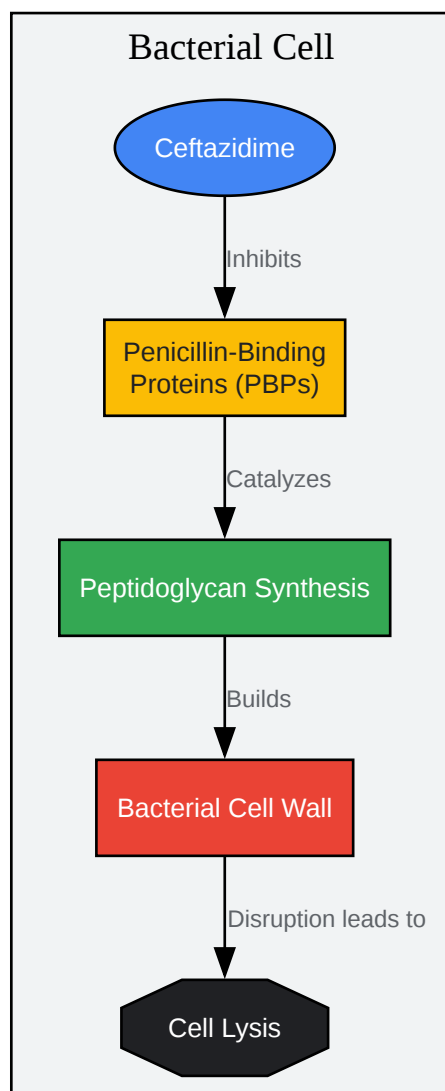 Bacterial Cell
Ceftazidime
Inhibits
Penicillin-Binding
Proteins (PBPs)
Catalyzes
Peptidoglycan Synthesis
Builds
Bacterial Cell Wall
Disruption leads to
Cell Lysis